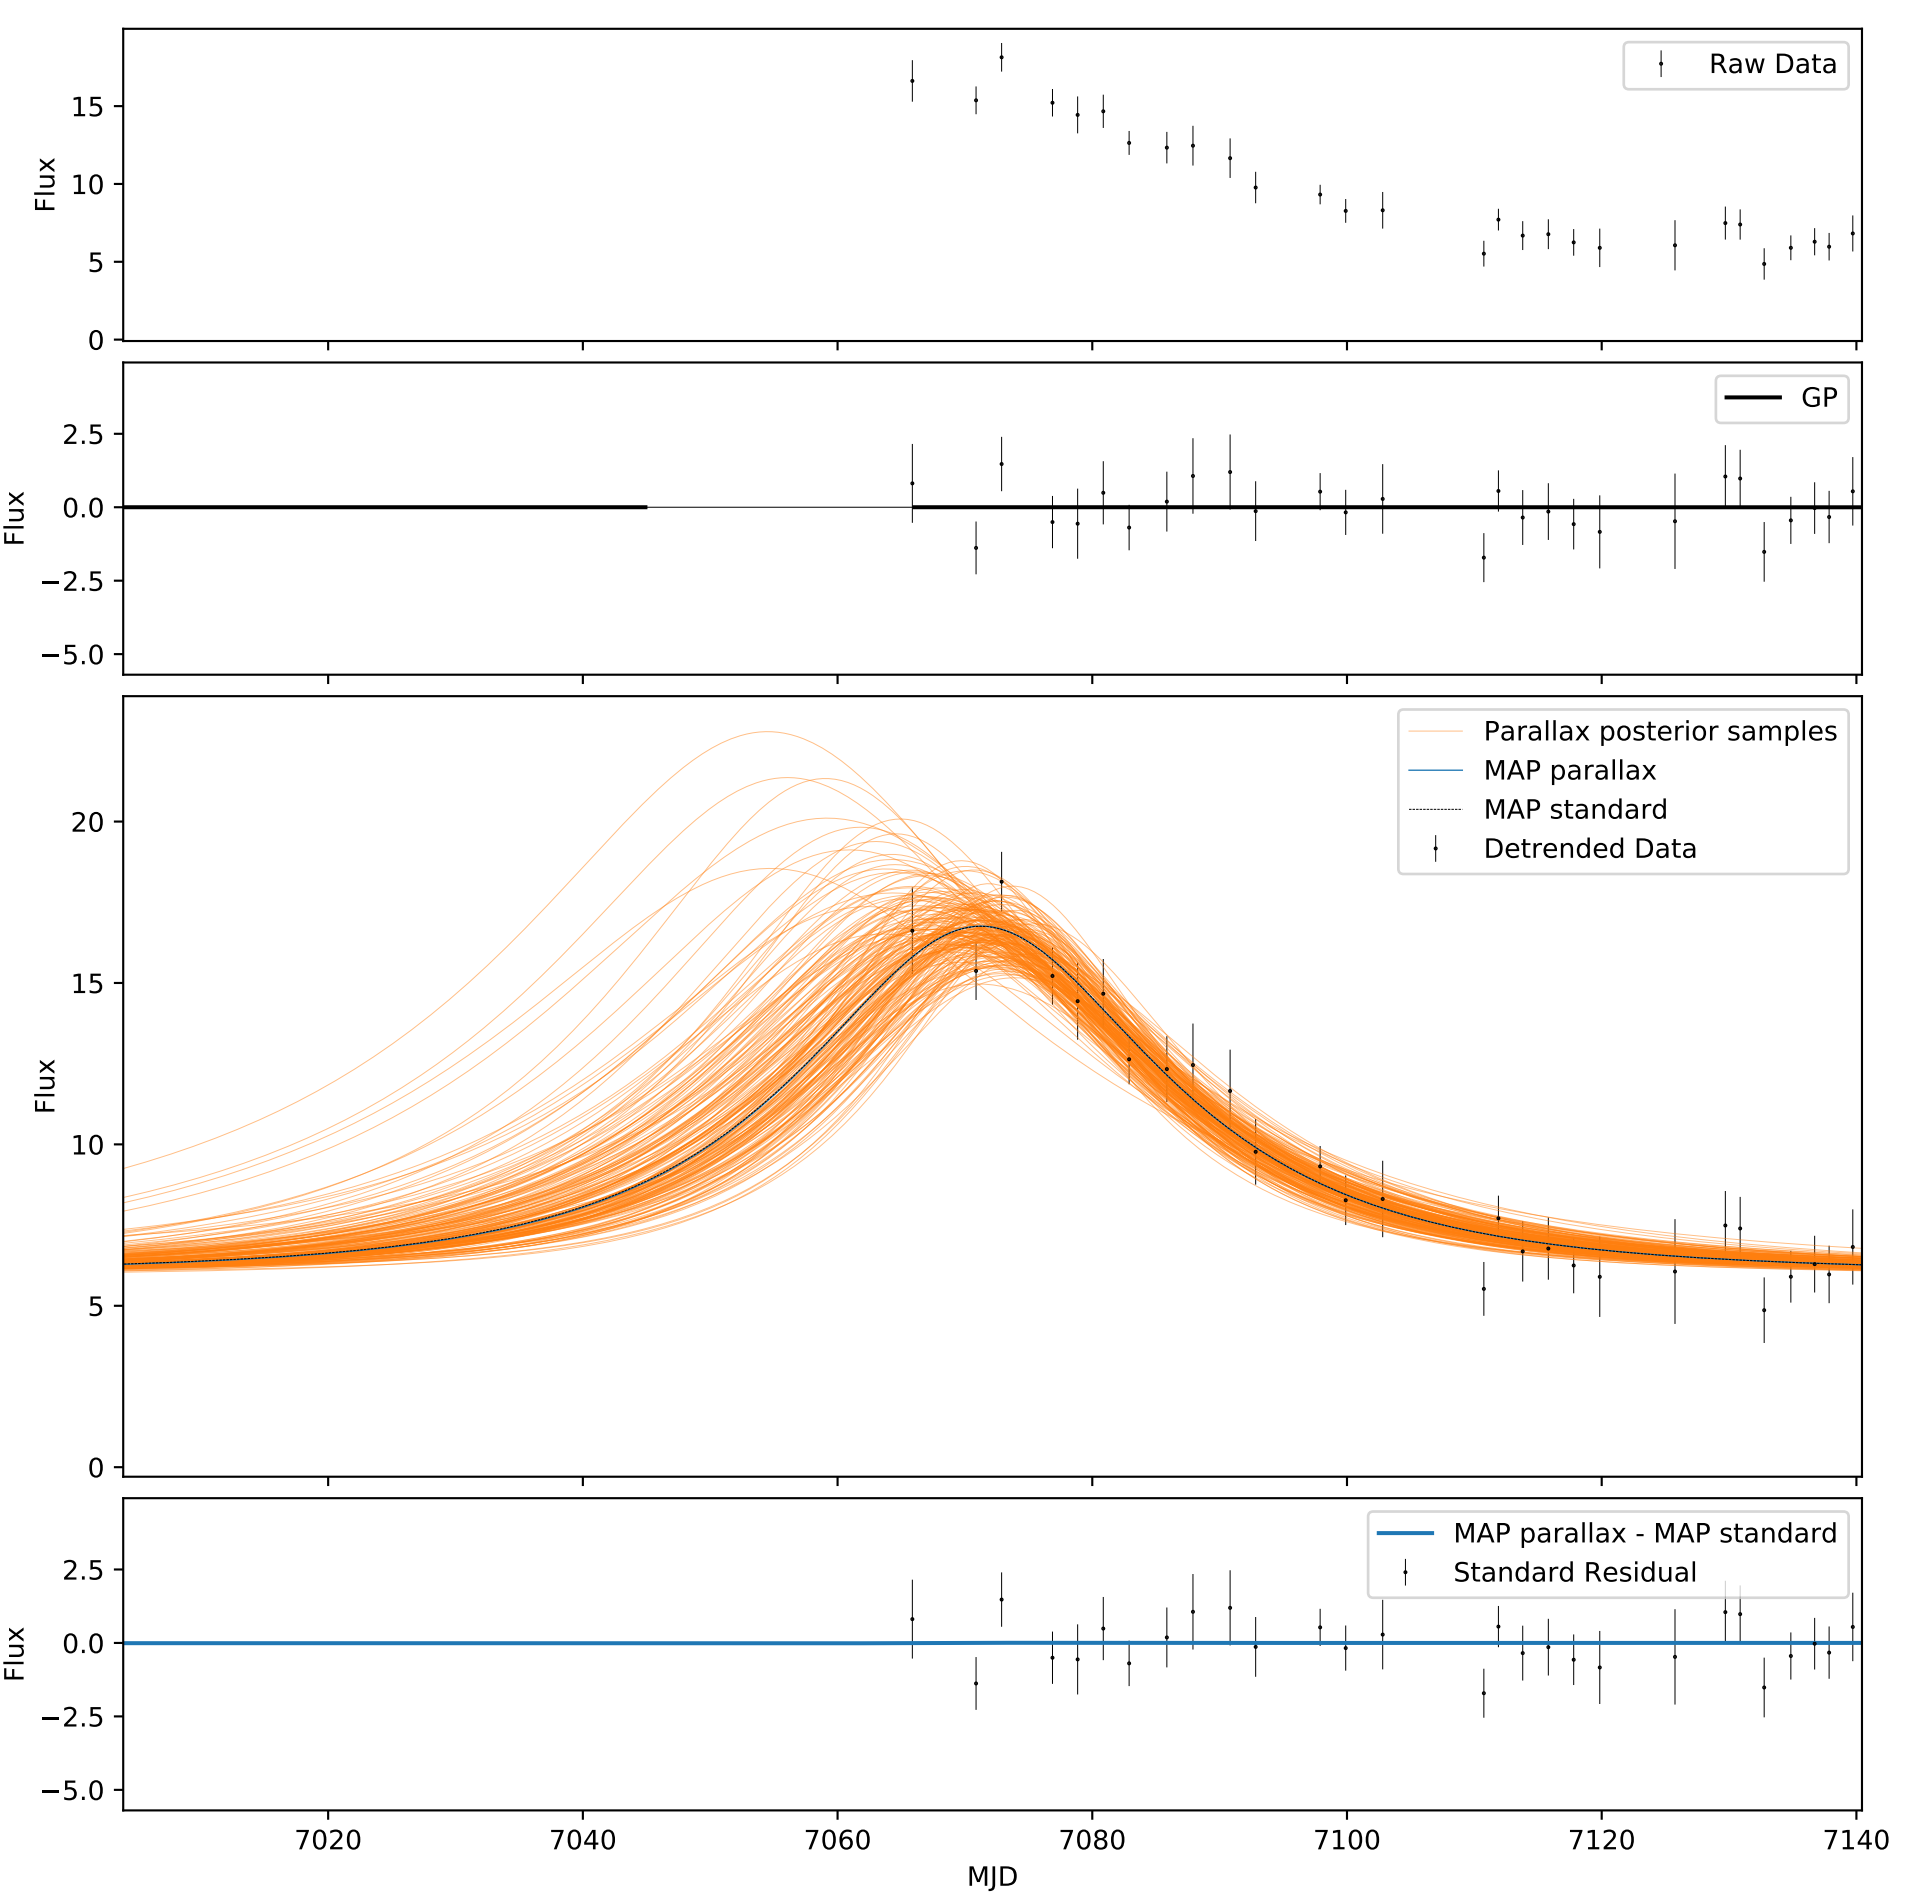 Raw Data
Flux
15
10
5
0
GP
Flux
2.5
0.0
−2.5
−5.0
Parallax posterior samples
MAP parallax
MAP standard
Detrended Data
Flux
20
15
10
5
0
MAP parallax - MAP standard
Standard Residual
Flux
2.5
0.0
−2.5
−5.0
7020 7040 7060 7080 7100 7120 7140
MJD